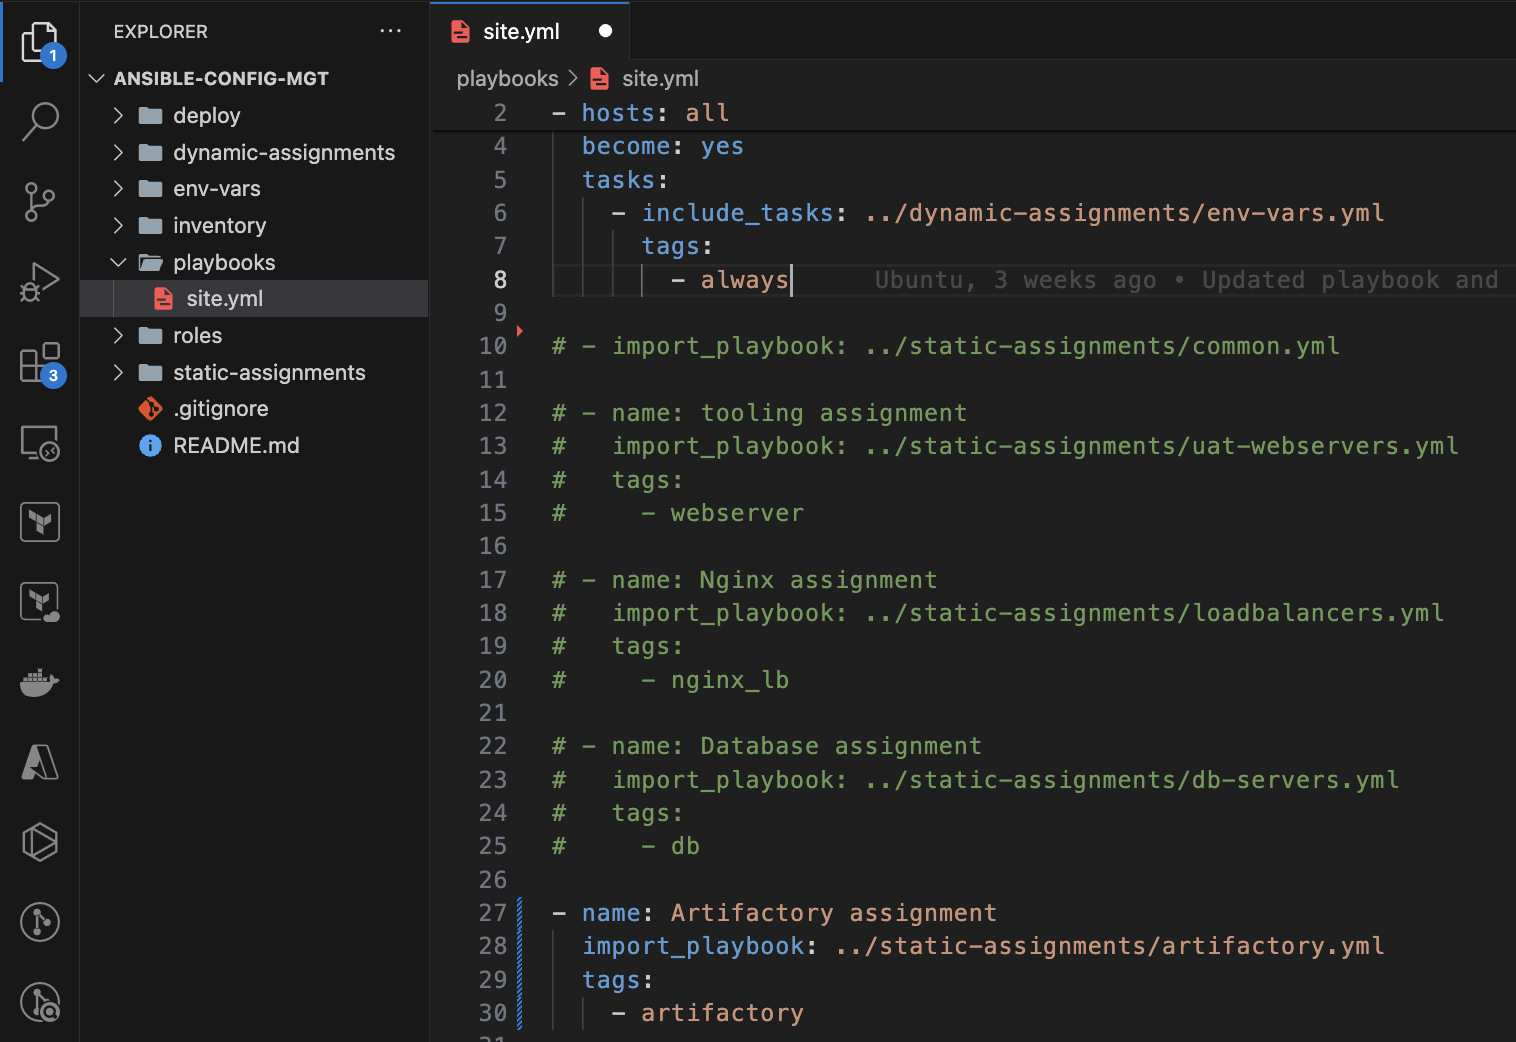 EXPLORER
ANSIBLE-CONFIG-MGT
deploy
dynamic-assignments
env-vars
inventory
playbooks
site.yml
roles
static-assignments
.gitignore
README.md
1
3
site.yml
playbooks > site.yml
2 - hosts: all
4 become: yes
5 tasks:
6 - include_tasks: ../dynamic-assignments/env-vars.yml
7 tags:
8 - always Ubuntu, 3 weeks ago • Updated playbook and
9
10 # - import_playbook: ../static-assignments/common.yml
11
12 # - name: tooling assignment
13 # import_playbook: ../static-assignments/uat-webservers.yml
14 # tags:
15 # - webserver
16
17 # - name: Nginx assignment
18 # import_playbook: ../static-assignments/loadbalancers.yml
19 # tags:
20 # - nginx_lb
21
22 # - name: Database assignment
23 # import_playbook: ../static-assignments/db-servers.yml
24 # tags:
25 # - db
26
27 - name: Artifactory assignment
28 import_playbook: ../static-assignments/artifactory.yml
29 tags:
30 - artifactory
31